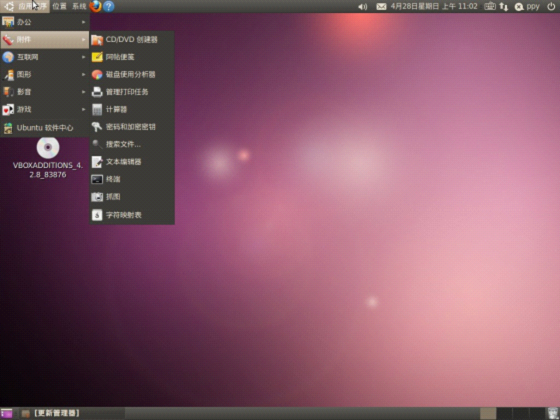 应用程序 位置 系统 4月28日星期日 上午 11:02 ppy
办公
附件
互联网
图形
影音
游戏
Ubuntu 软件中心
CD/DVD 创建器
阿帖便笺
磁盘使用分析器
管理打印任务
计算器
密码和加密密钥
搜索文件...
文本编辑器
终端
抓图
字符映射表
VBOXADDITIONS_4.
2.8_83876
[更新管理器]